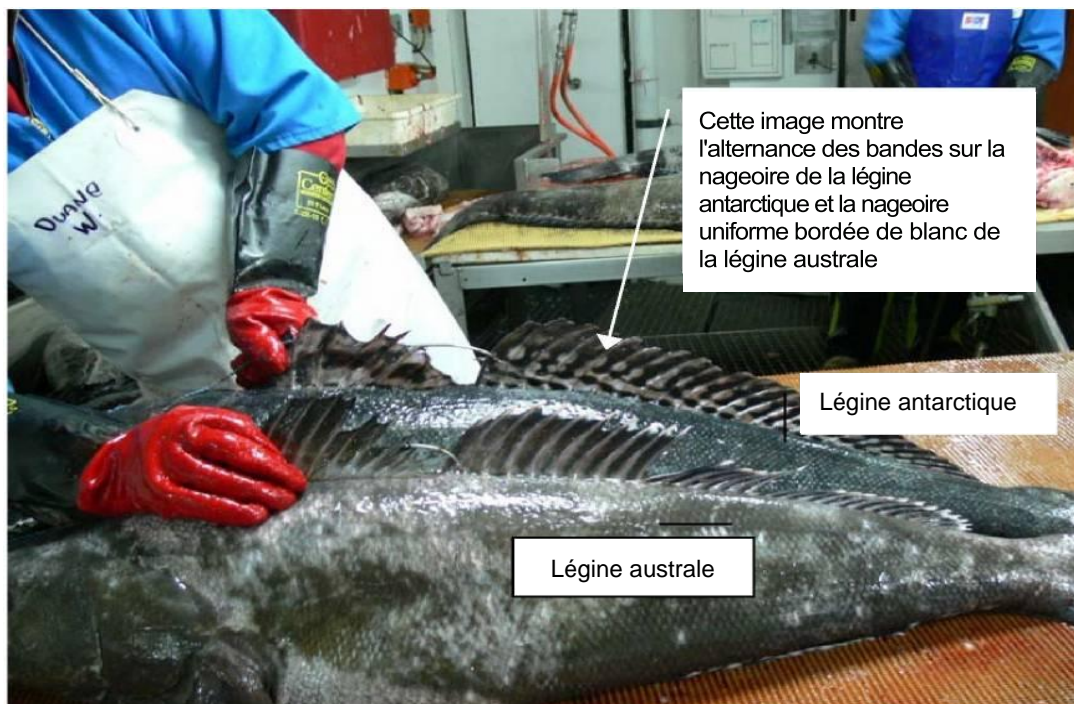 Cette image montre
l'alternance des bandes sur la
nageoire de la légine
antarctique et la nageoire
uniforme bordée de blanc de
la légine australe
Légine antarctique
Légine australe
DUANE
W.